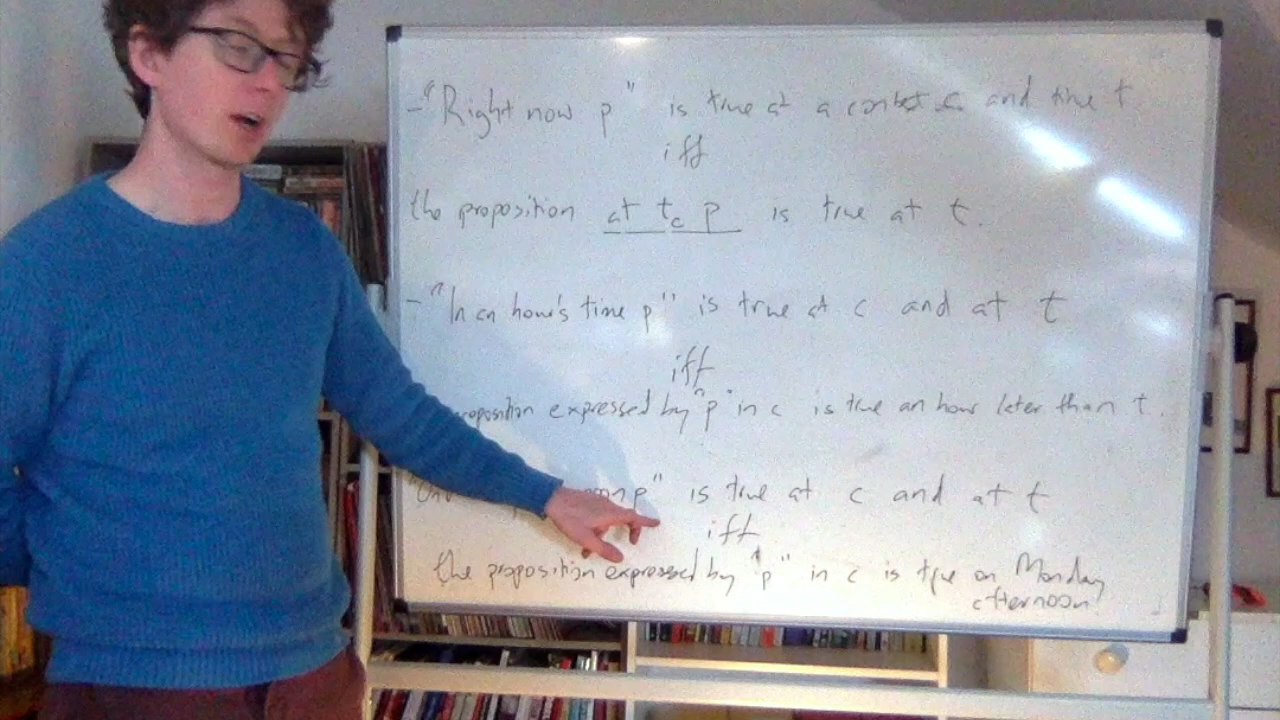 - "Right now p" is true at a context c and time t
iff
the proposition at tc p is true at t.
- "In an hour's time p" is true at c and at t
iff
proposition expressed by "p" in c is true an hour later than t.
p" is true at c and at t
iff
the proposition expressed by "p" in c is true on Monday
afternoon